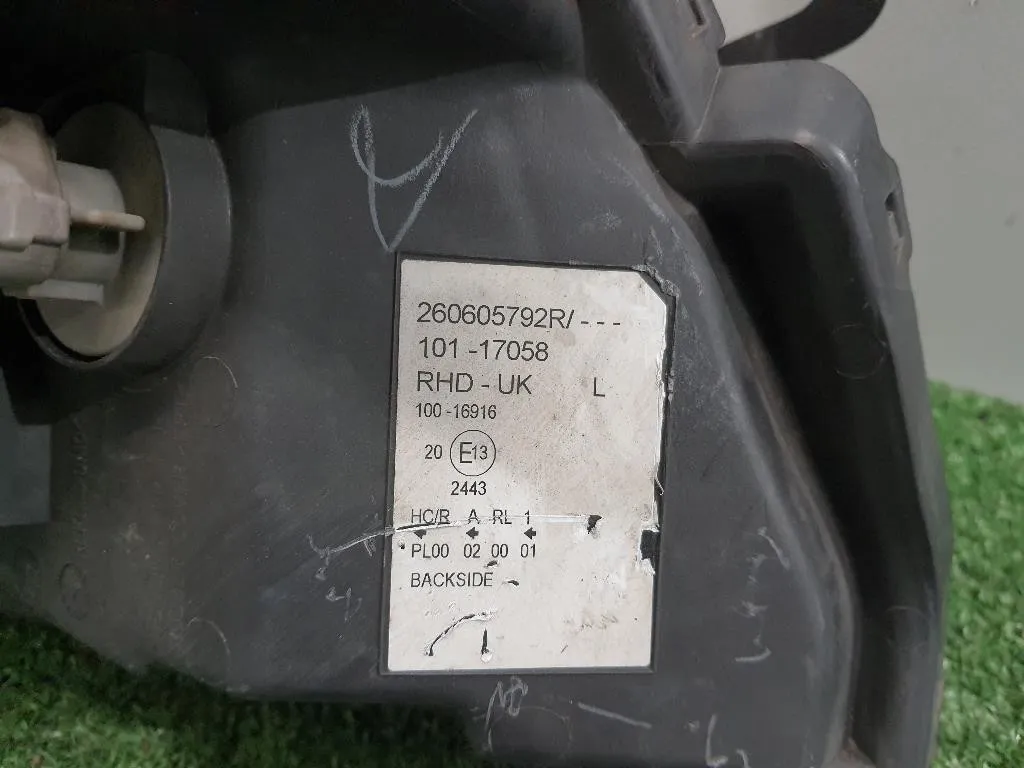 260605792R/ - - -
101 -17058
RHD - UK L
100 -16916
20 E13
2443
HC/R A RL 1
PL00 02 00 01
BACKSIDE